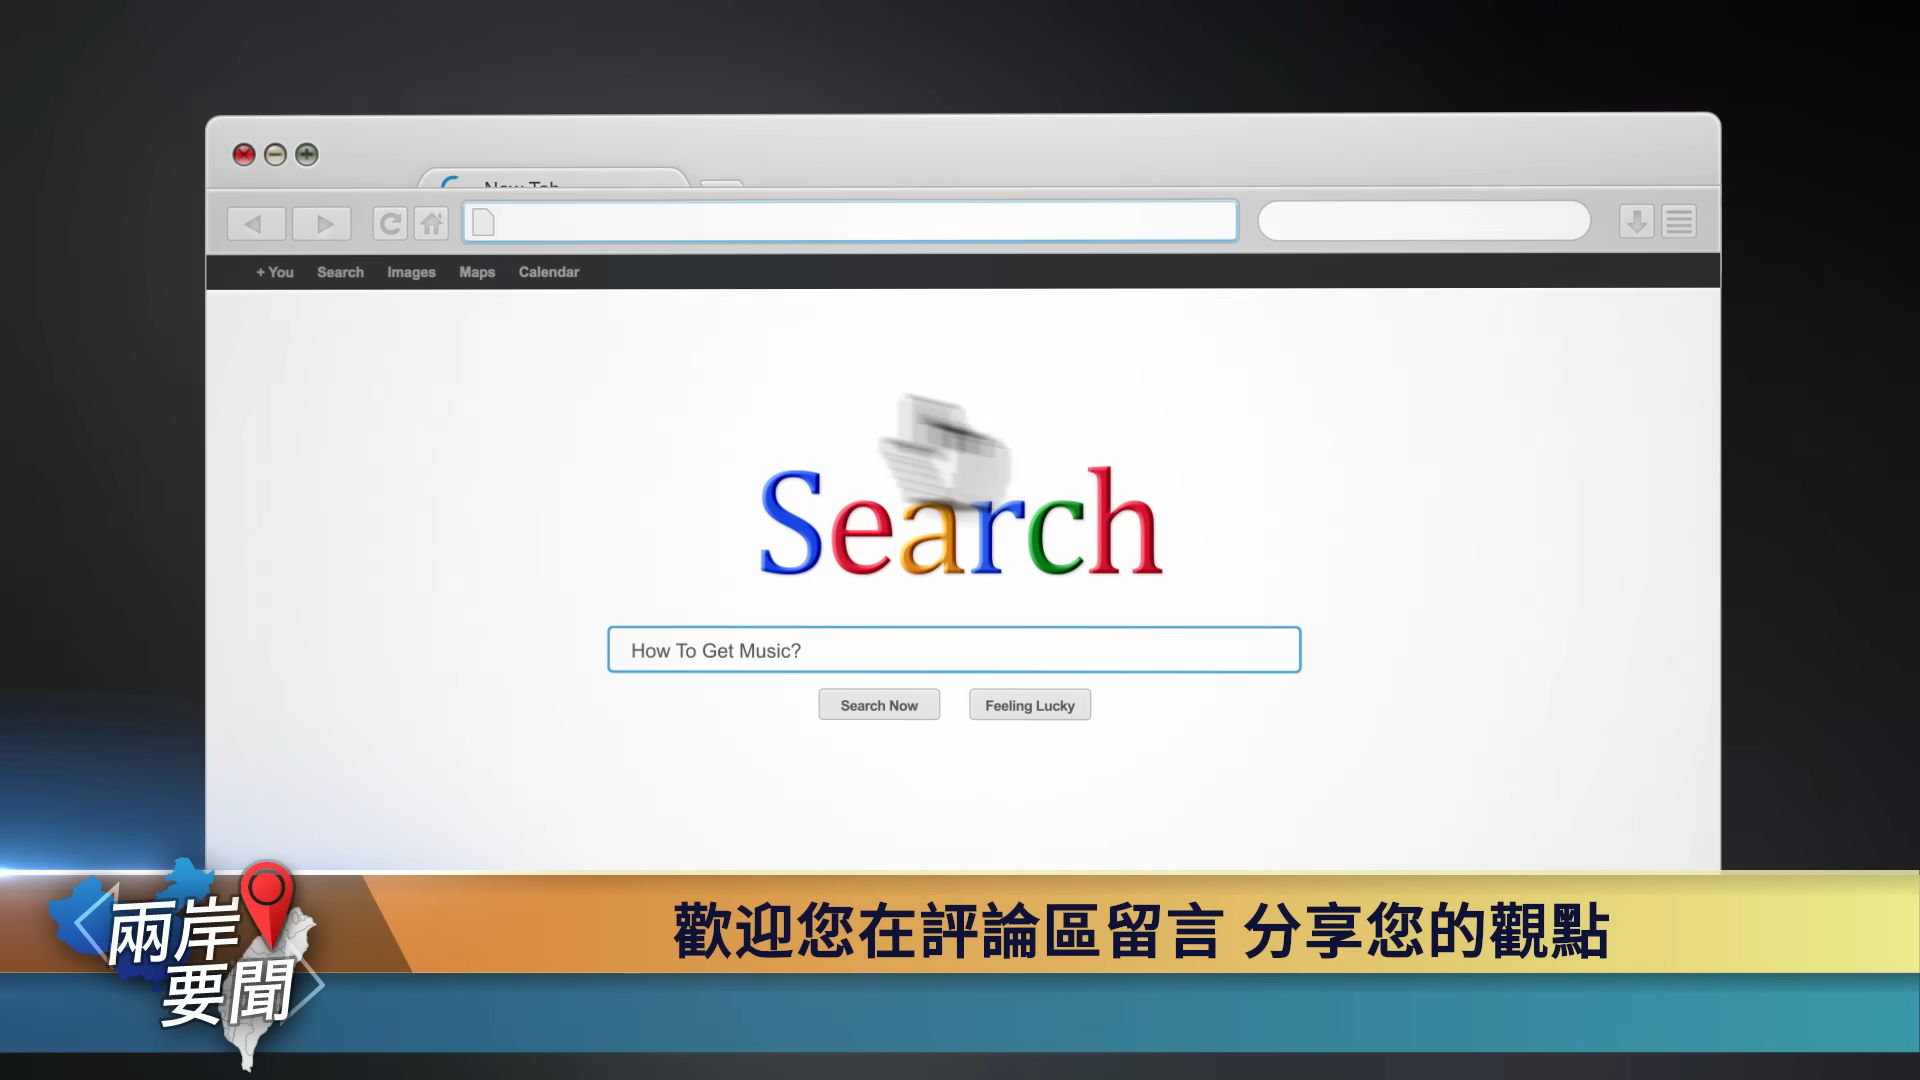 New Tab
+ You Search Images Maps Calendar
Search
How To Get Music?
Search Now Feeling Lucky
歡迎您在評論區留言 分享您的觀點
兩岸
要聞